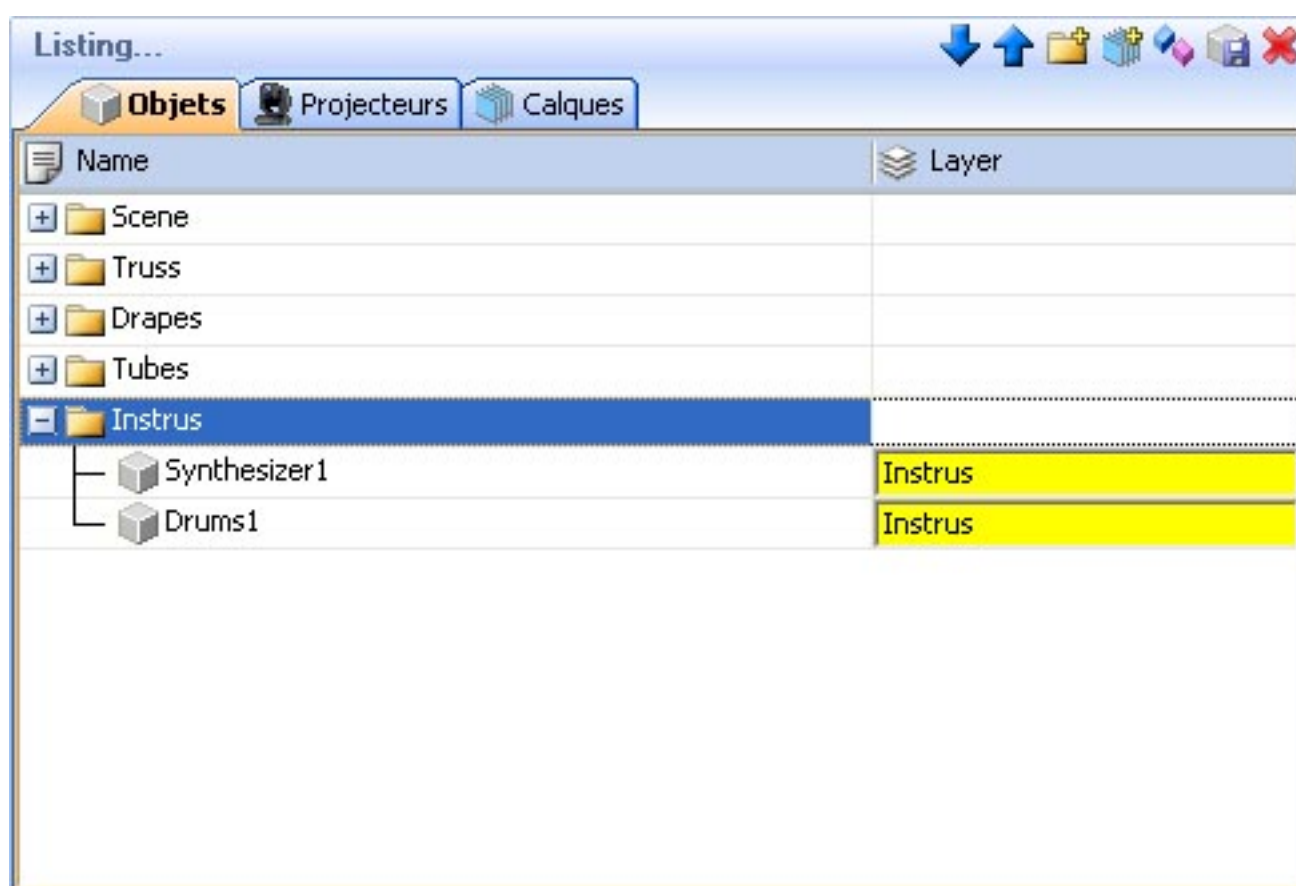 Listing...
Objets Projecteurs Calques
Name Layer
Scene
Truss
Drapes
Tubes
Instrus
Synthesizer1 Instrus
Drums1 Instrus